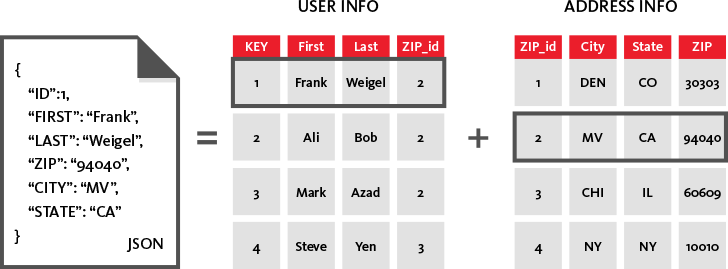 USER INFO
ADDRESS INFO
{
“ID”:1,
“FIRST”: “Frank”,
“LAST”: “Weigel”,
“ZIP”: “94040”,
“CITY”: “MV”,
“STATE”: “CA”
}
JSON
=
KEY First Last ZIP_id
1 Frank Weigel 2
2 Ali Bob 2
3 Mark Azad 2
4 Steve Yen 3
+
ZIP_id City State ZIP
1 DEN CO 30303
2 MV CA 94040
3 CHI IL 60609
4 NY NY 10010